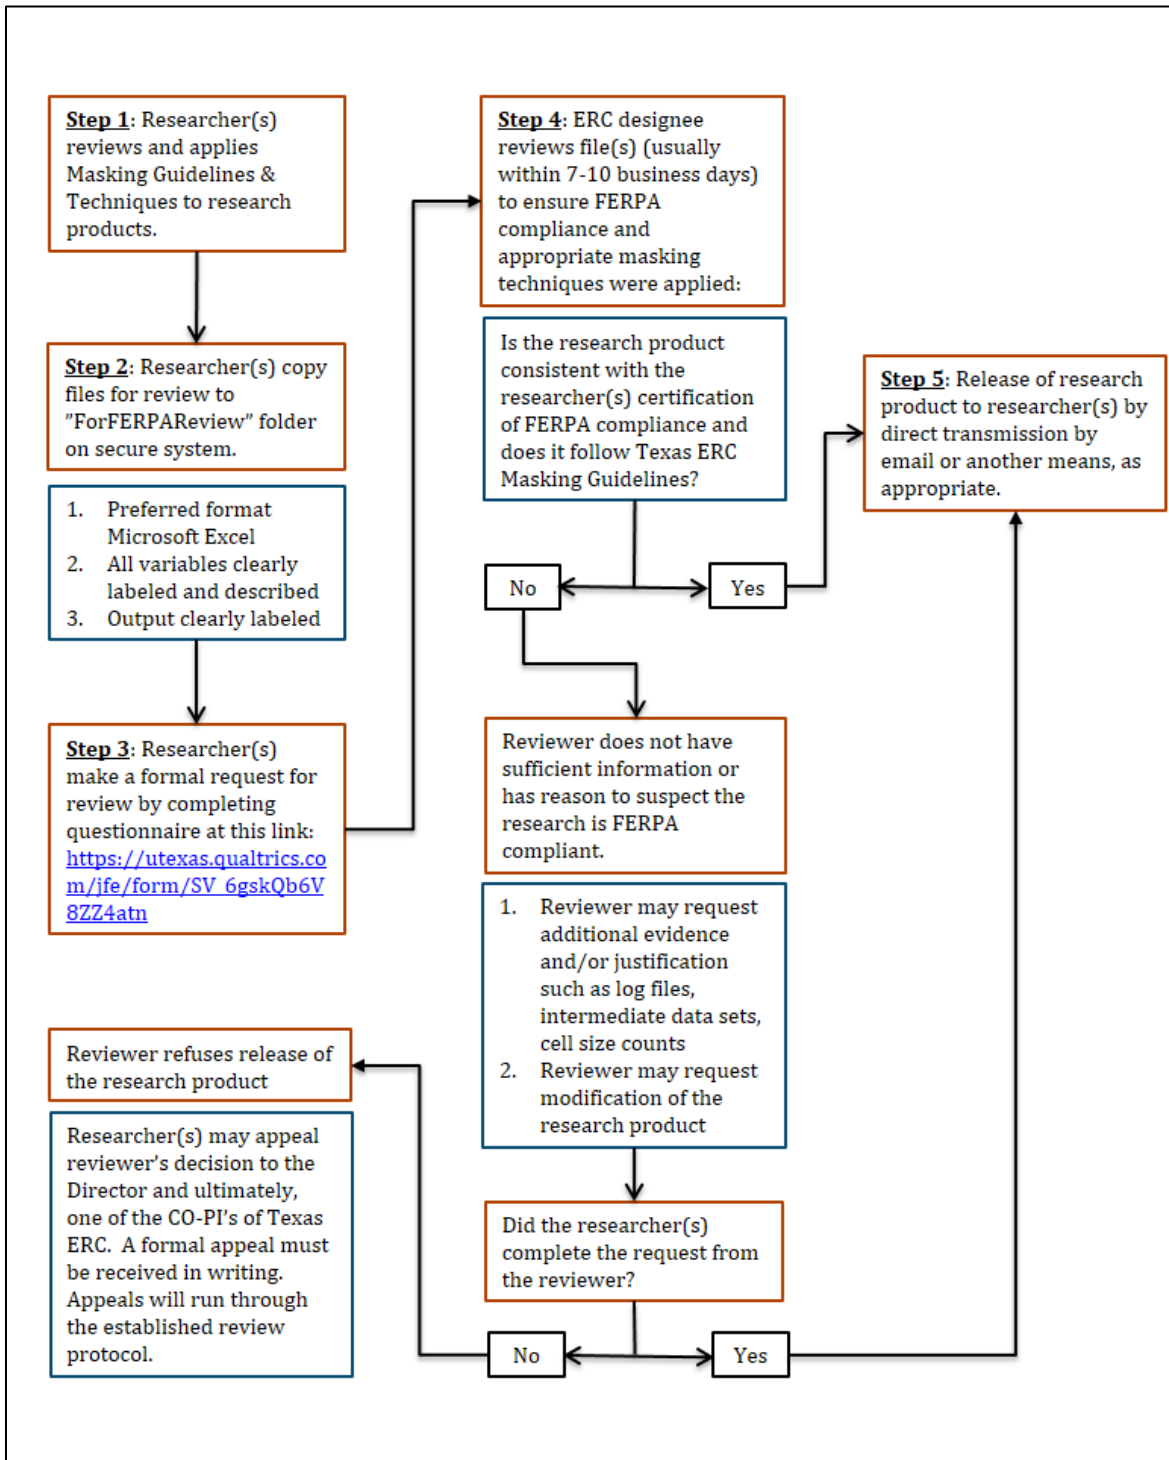 Step 1: Researcher(s)
reviews and applies
Masking Guidelines &
Techniques to research
products.
Step 2: Researcher(s) copy
files for review to
”ForFERPAReview” folder
on secure system.
1. Preferred format
Microsoft Excel
2. All variables clearly
labeled and described
3. Output clearly labeled
Step 3: Researcher(s)
make a formal request for
review by completing
questionnaire at this link:
https://utexas.qualtrics.co
m/jfe/form/SV_6gskQb6V
8ZZ4atn
Step 4: ERC designee
reviews file(s) (usually
within 7-10 business days)
to ensure FERPA
compliance and
appropriate masking
techniques were applied:
Is the research product
consistent with the
researcher(s) certification
of FERPA compliance and
does it follow Texas ERC
Masking Guidelines?
No
Yes
Step 5: Release of research
product to researcher(s) by
direct transmission by
email or another means, as
appropriate.
Reviewer does not have
sufficient information or
has reason to suspect the
research is FERPA
compliant.
1. Reviewer may request
additional evidence
and/or justification
such as log files,
intermediate data sets,
cell size counts
2. Reviewer may request
modification of the
research product
Did the researcher(s)
complete the request from
the reviewer?
No
Yes
Reviewer refuses release of
the research product
Researcher(s) may appeal
reviewer's decision to the
Director and ultimately,
one of the CO-PI's of Texas
ERC. A formal appeal must
be received in writing.
Appeals will run through
the established review
protocol.